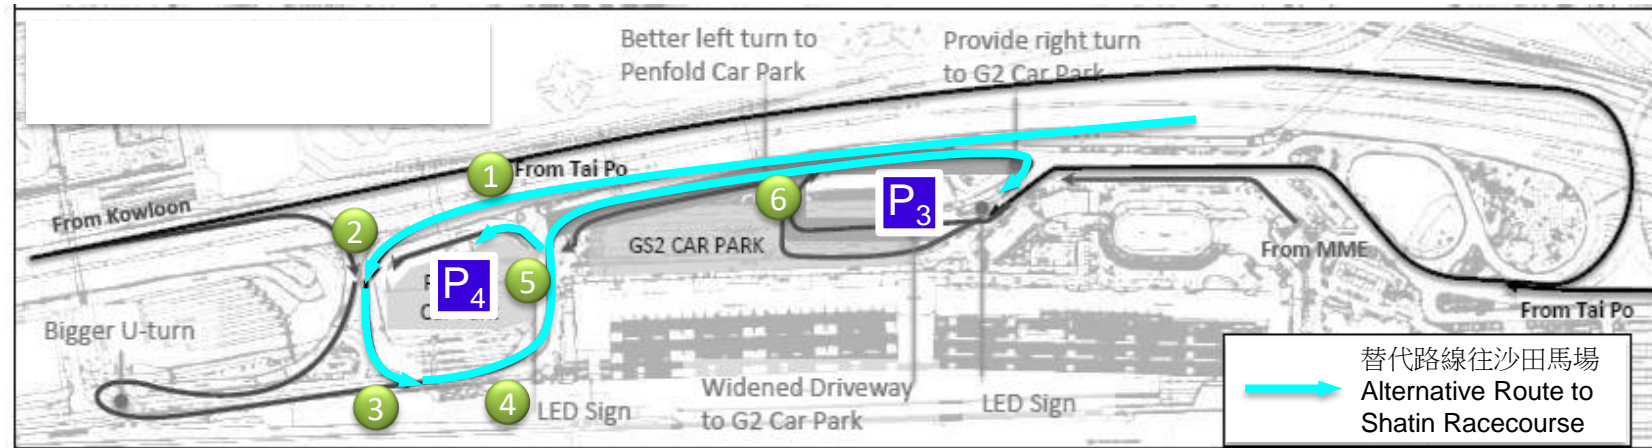 Better left turn to
Penfold Car Park
Provide right turn
to G2 Car Park
1
From Tai Po
From Kowloon
2
6
P3
GS2 CAR PARK
From MME
5
P4
From Tai Po
Bigger U-turn
3
4
LED Sign
Widened Driveway
to G2 Car Park
LED Sign
替代路線往沙田馬場
Alternative Route to
Shatin Racecourse